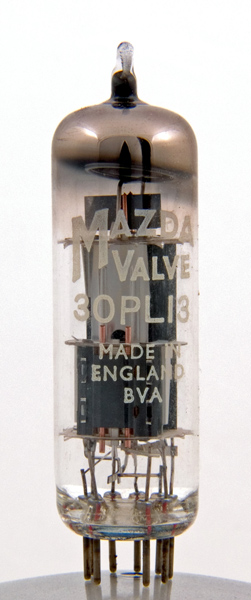 MAZDA
VALVE
30PL13
MADE IN
ENGLAND
BVA